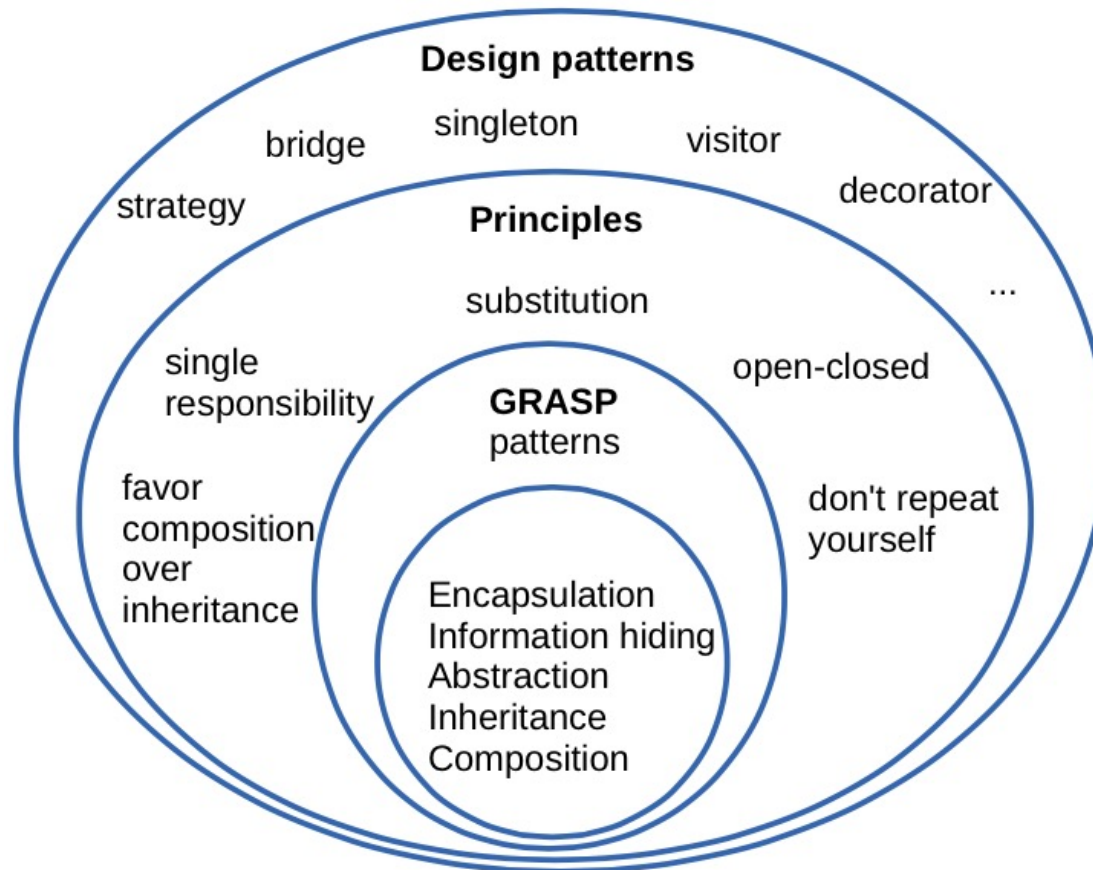 Design patterns
singleton
bridge
visitor
strategy
decorator
...
Principles
substitution
single
responsibility
open-closed
GRASP
patterns
favor
composition
over
inheritance
don't repeat
yourself
Encapsulation
Information hiding
Abstraction
Inheritance
Composition